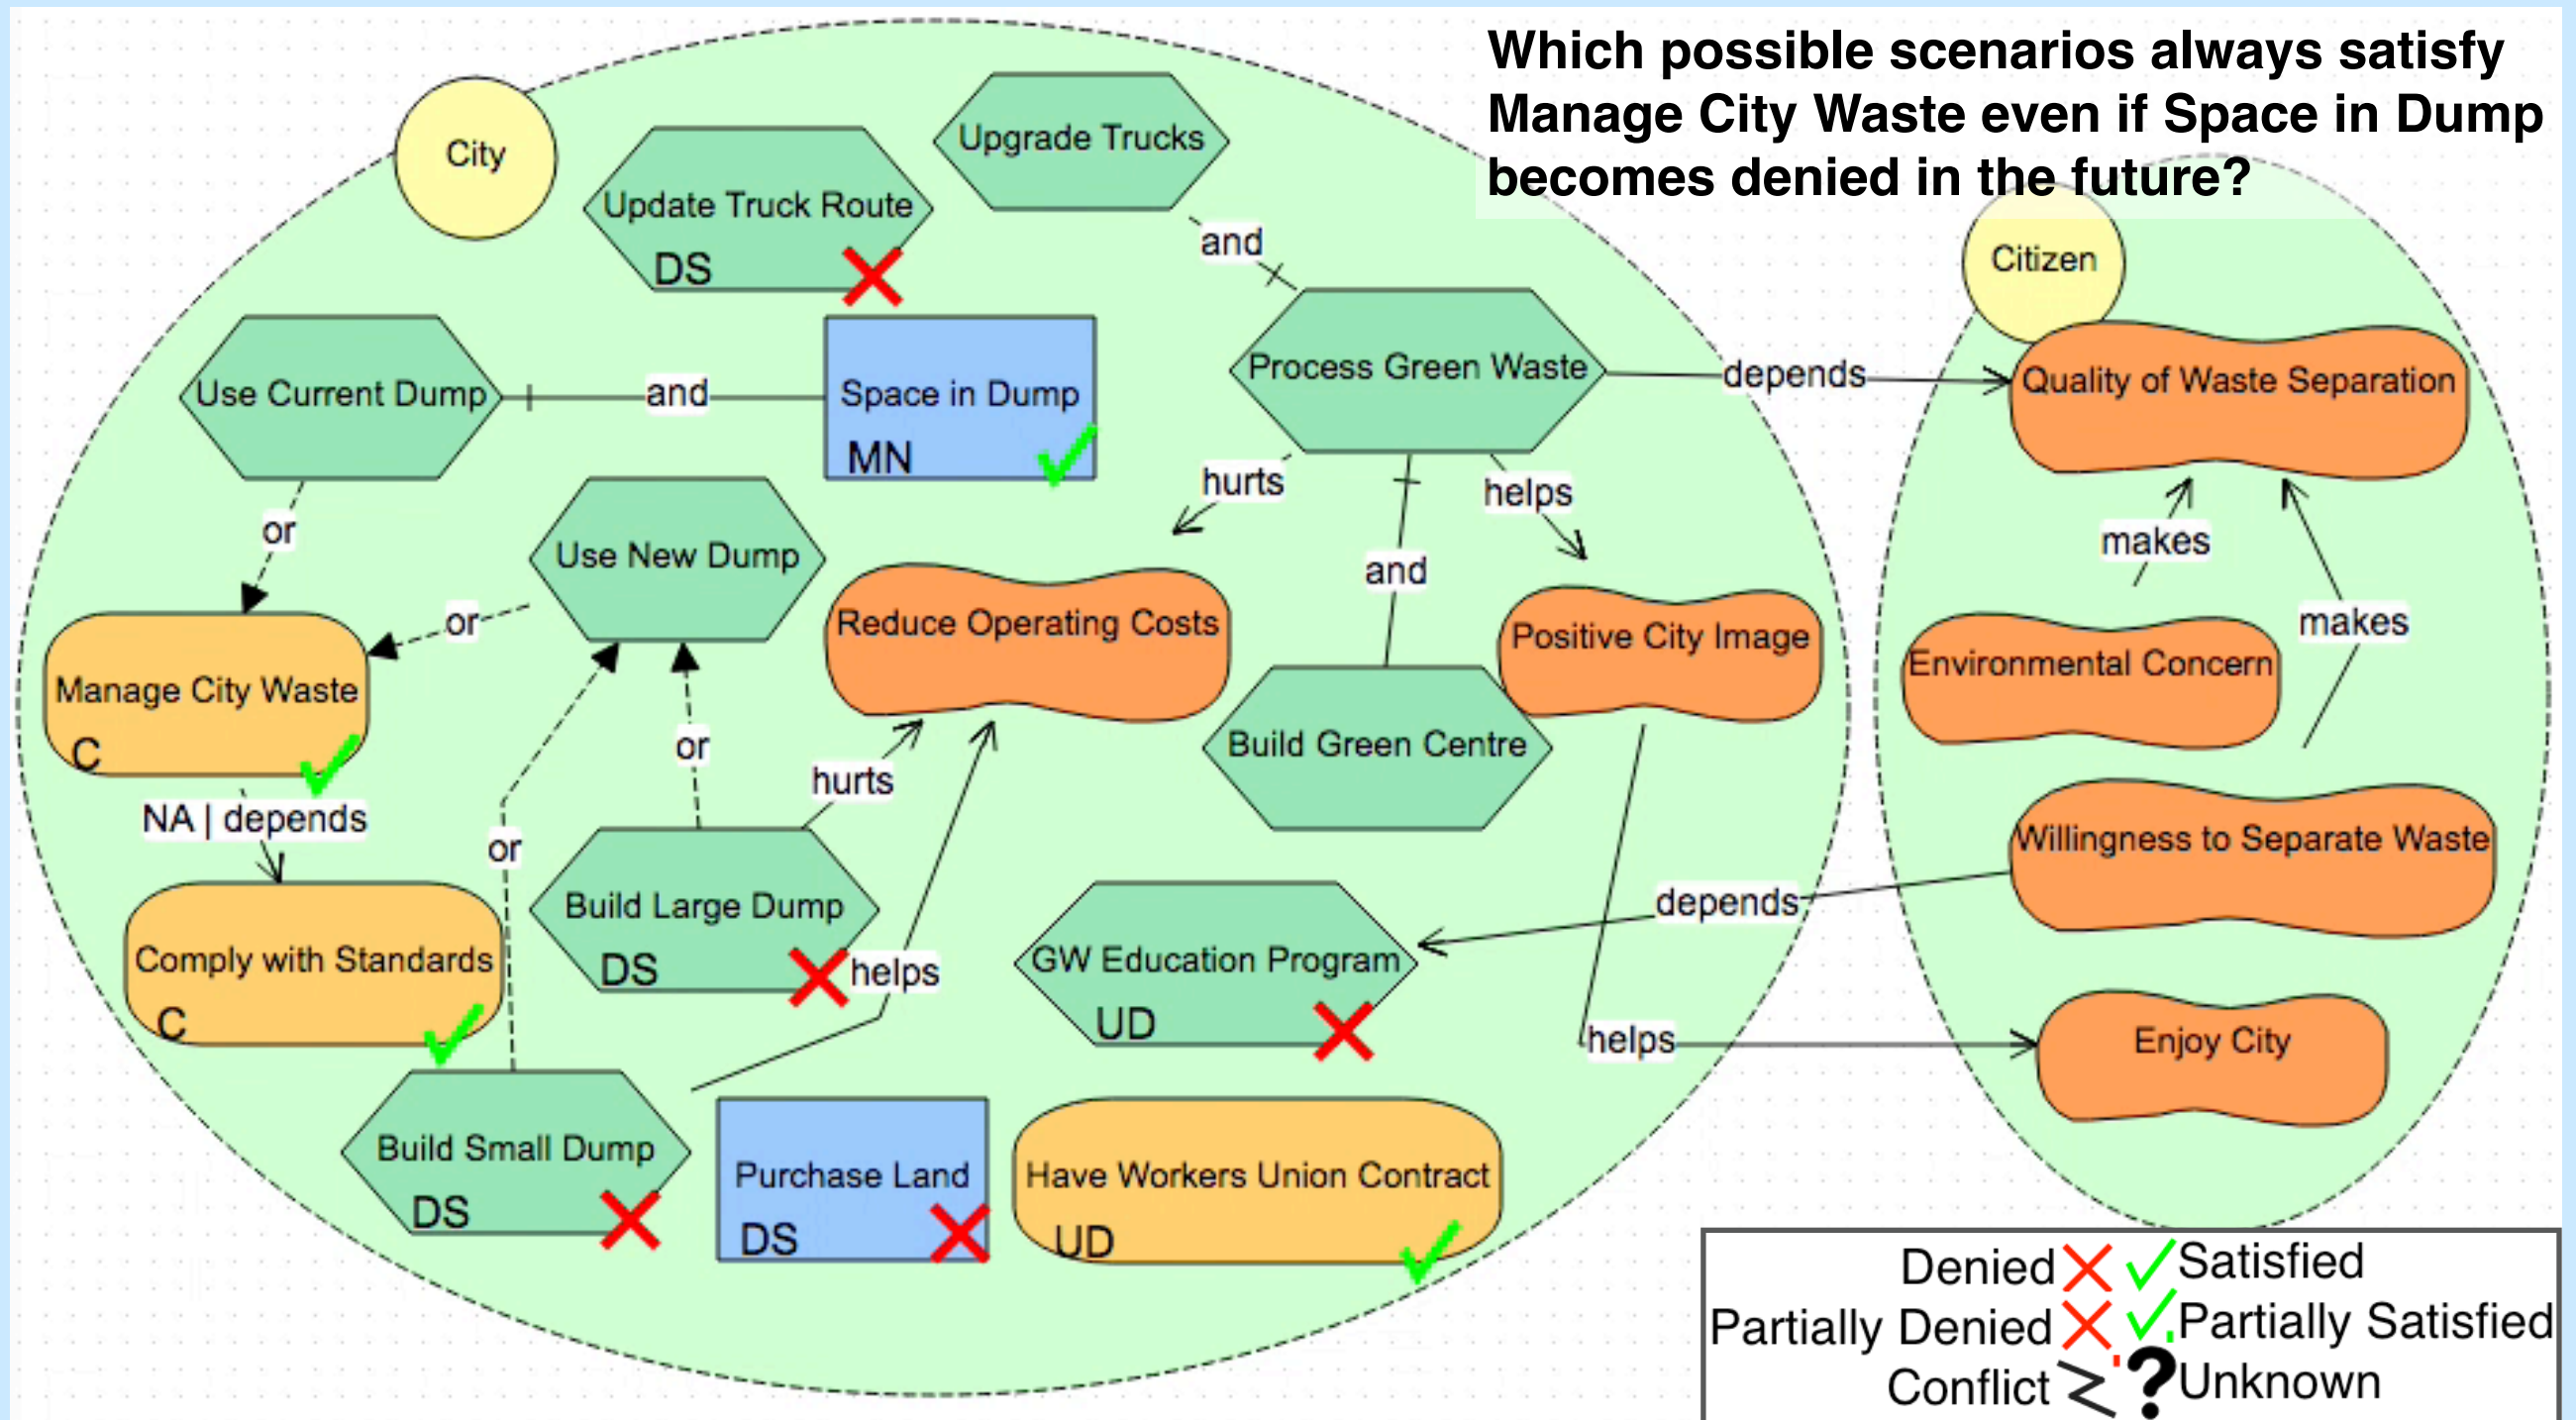 Which possible scenarios always satisfy
Manage City Waste even if Space in Dump
becomes denied in the future?
City
Upgrade Trucks
Update Truck Route
DS
and
Citizen
Use Current Dump
and
Space in Dump
MN
Process Green Waste
depends
Quality of Waste Separation
or
Use New Dump
hurts
helps
makes
or
Reduce Operating Costs
and
Positive City Image
Environmental Concern
makes
Manage City Waste
C
or
hurts
Build Green Centre
NA | depends
or
Build Large Dump
DS
helps
Willingness to Separate Waste
depends
Comply with Standards
C
GW Education Program
UD
helps
Enjoy City
Build Small Dump
DS
Purchase Land
DS
Have Workers Union Contract
UD
Denied
Satisfied
Partially Denied
Partially Satisfied
Conflict
Unknown